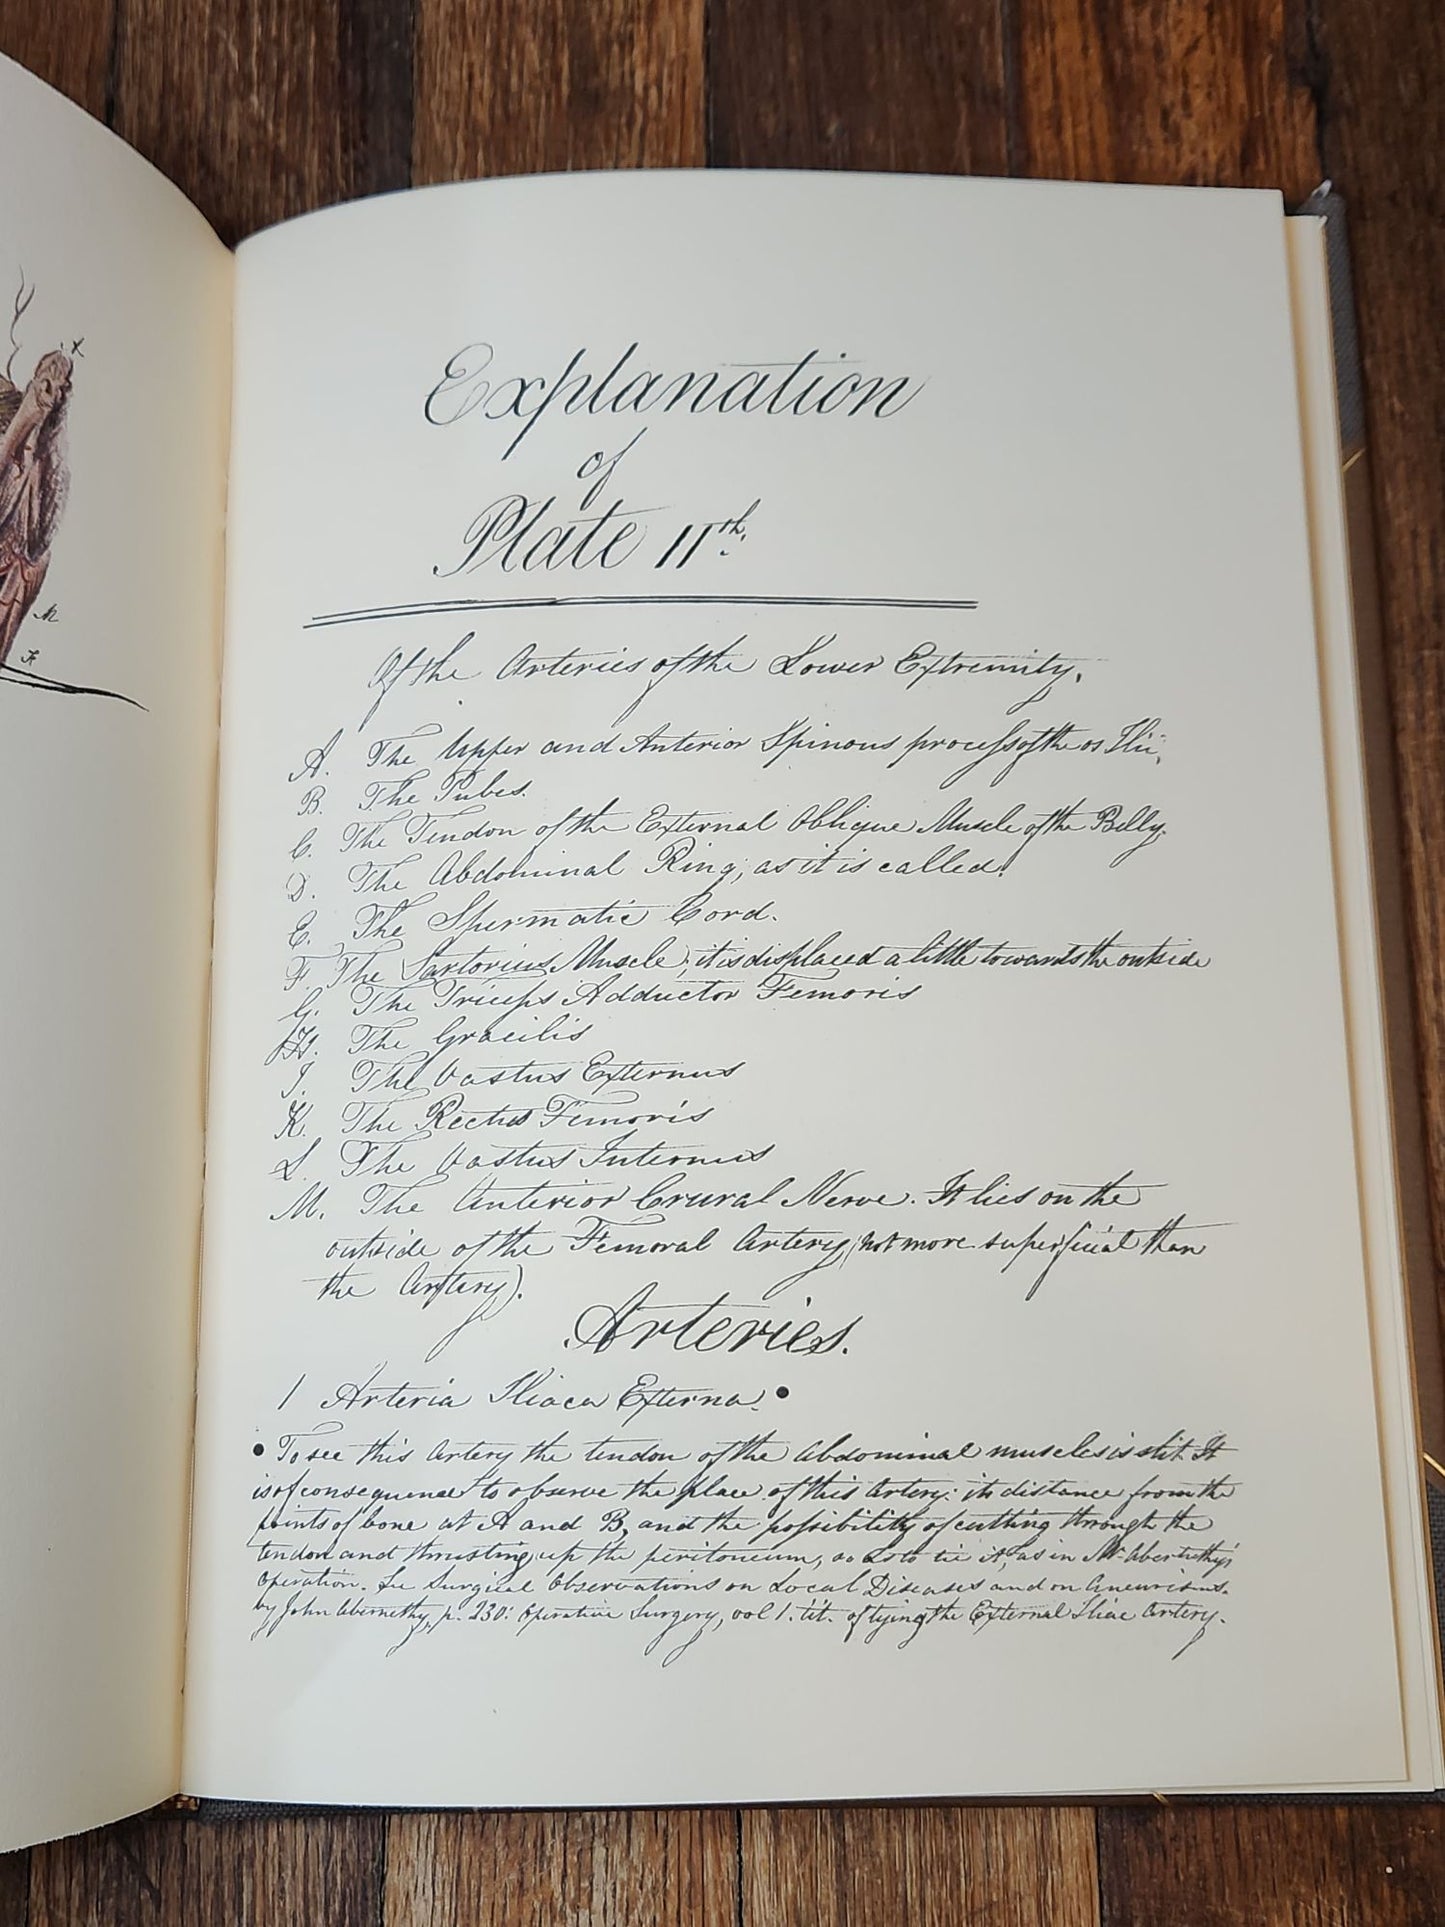 Explanation
of
Plate 11th.
Of the Arteries of the Lower Extremity.
A. The Upper and Anterior Spinous process of the os Ilii.
B. The Pubes.
C. The Tendon of the External Oblique Muscle of the Belly.
D. The Abdominal Ring, as it is called.
E. The Spermatic Cord.
F. The Sartorius Muscle, it is displaced a little towards the outside
G. The Triceps Adductor Femoris
H. The Gracilis
I. The Vastus Externus
K. The Rectus Femoris
L. The Vastus Internus
M. The Anterior Crural Nerve. It lies on the
outside of the Femoral Artery (not more superficial than
the Artery).
Arteries.
1 Arteria Iliaca Externa. •
• To see this Artery the tendon of the Abdominal muscles is slit. It
is of consequence to observe the place of this Artery: its distance from the
points of bone at A and B, and the possibility of cutting through the
tendon and thrusting up the peritoneum, so as to tie it, as in Mr. Abernethy's
Operation. See Surgical Observations on Local Diseases and on Aneurisms.
by John Abernethy, p. 230: Operative Surgery, vol 1. tit. of tying the External Iliac Artery.
K
M